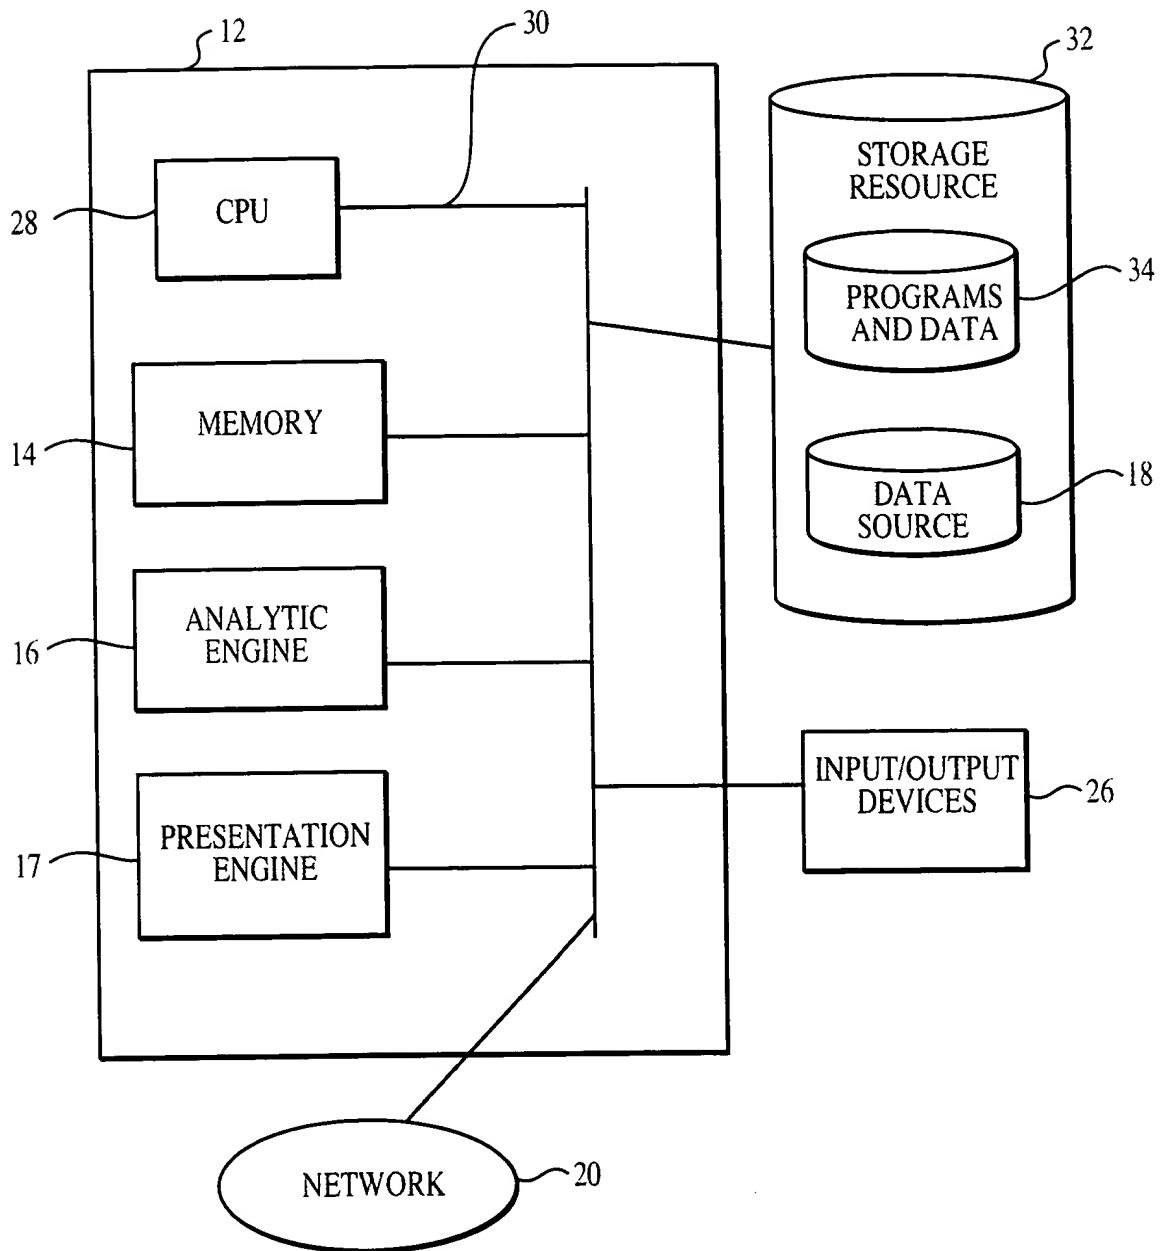 12
30
32
STORAGE
RESOURCE
CPU
28
PROGRAMS
AND DATA
34
MEMORY
14
DATA
SOURCE
18
ANALYTIC
ENGINE
16
INPUT/OUTPUT
DEVICES
26
PRESENTATION
ENGINE
17
NETWORK
20